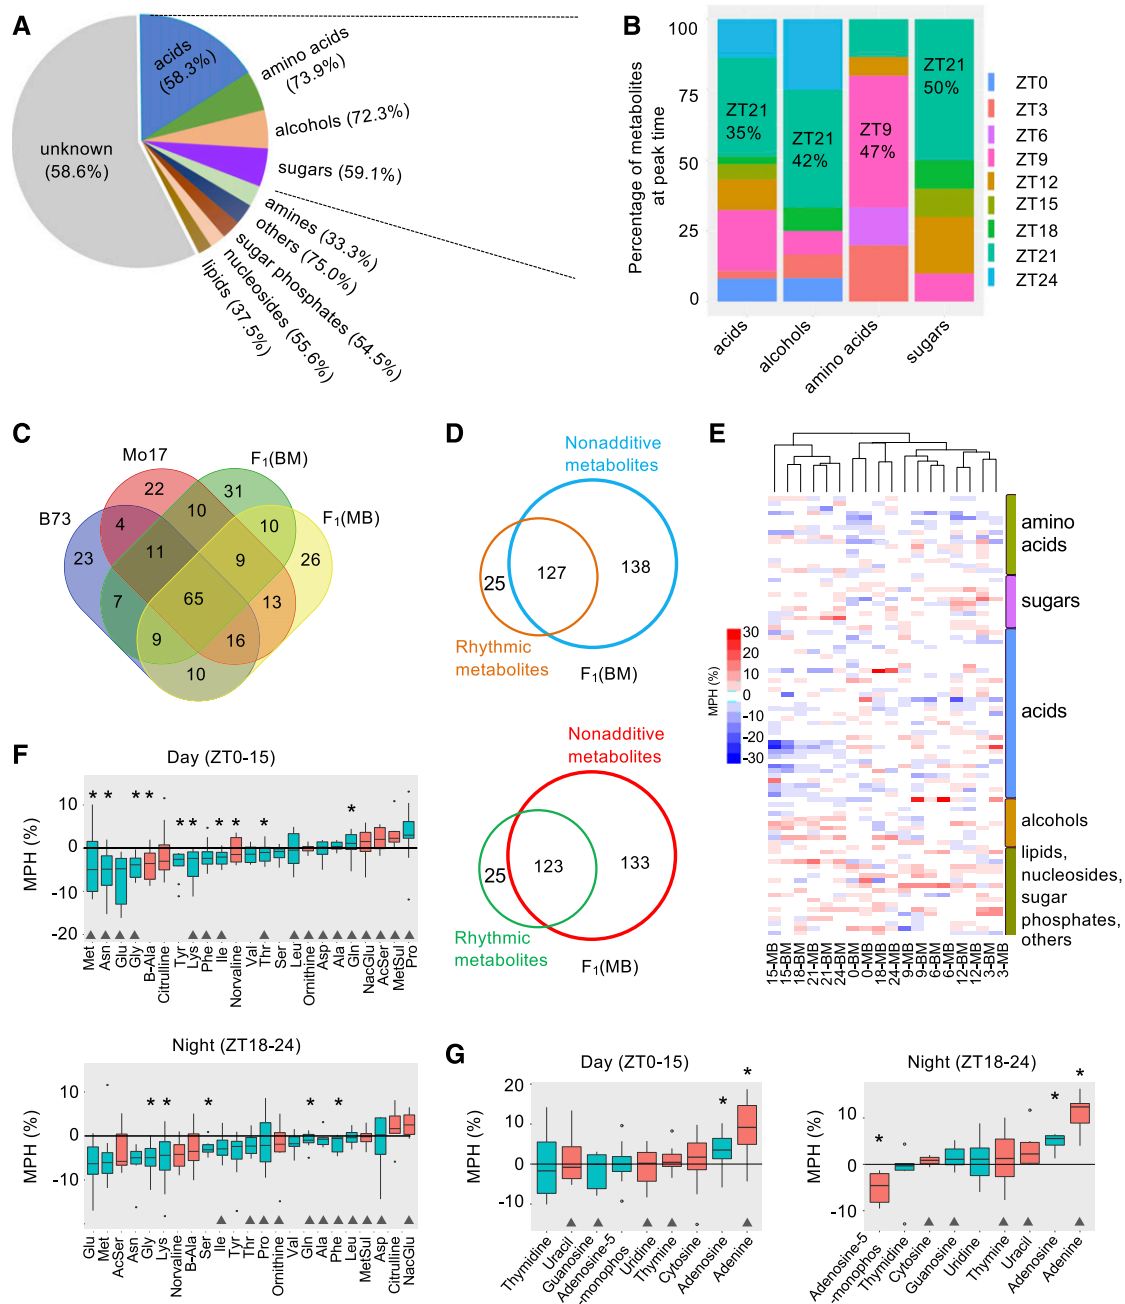 A
acids
(58.3%)
amino acids
(73.9%)
alcohols (72.3%)
sugars (59.1%)
amines (33.3%)
others (75.0%)
sugar phosphates (54.5%)
nucleosides (55.6%)
lipids (37.5%)
unknown
(58.6%)
B
Percentage of metabolites
at peak time
100
75
50
25
0
ZT21
35%
ZT21
42%
ZT9
47%
ZT21
50%
acids
alcohols
amino acids
sugars
ZT0
ZT3
ZT6
ZT9
ZT12
ZT15
ZT18
ZT21
ZT24
C
B73
Mo17
F1(BM)
F1(MB)
22
31
4
10
10
23
11
9
26
7
65
13
9
16
10
D
Nonadditive
metabolites
25
127
138
Rhythmic
metabolites
F1(BM)
Nonadditive
metabolites
25
123
133
Rhythmic
metabolites
F1(MB)
E
MPH (%)
30
20
10
0
-10
-20
-30
amino
acids
sugars
acids
alcohols
lipids,
nucleosides,
sugar
phosphates,
others
15-MB
15-BM
18-BM
21-MB
21-BM
24-BM
0-BM
0-MB
18-MB
24-MB
9-MB
9-BM
6-BM
6-MB
12-BM
12-MB
3-BM
3-MB
F
Day (ZT0-15)
MPH (%)
10
0
-10
-20
* * * * * * * * *
Met
Asn
Glu
Gly
B-Ala
Citrulline
Tyr
Lys
Phe
Ile
Norvaline
Val
Thr
Ser
Leu
Ornithine
Asp
Ala
Gln
NacGlu
AcSer
MetSul
Pro
Night (ZT18-24)
MPH (%)
10
0
-10
* * * * *
Glu
Met
AcSer
Asn
Gly
Lys
Norvaline
B-Ala
Ser
Ile
Tyr
Thr
Pro
Ornithine
Val
Gln
Ala
Phe
Leu
MetSul
Asp
Citrulline
NacGlu
G
Day (ZT0-15)
MPH (%)
20
10
0
-10
* *
Thymidine
Uracil
Guanosine
Adenosine-5
-monophos
Uridine
Thymine
Cytosine
Adenosine
Adenine
Night (ZT18-24)
MPH (%)
10
0
-10
* * *
Adenosine-5
-monophos
Thymidine
Cytosine
Guanosine
Uridine
Thymine
Uracil
Adenosine
Adenine